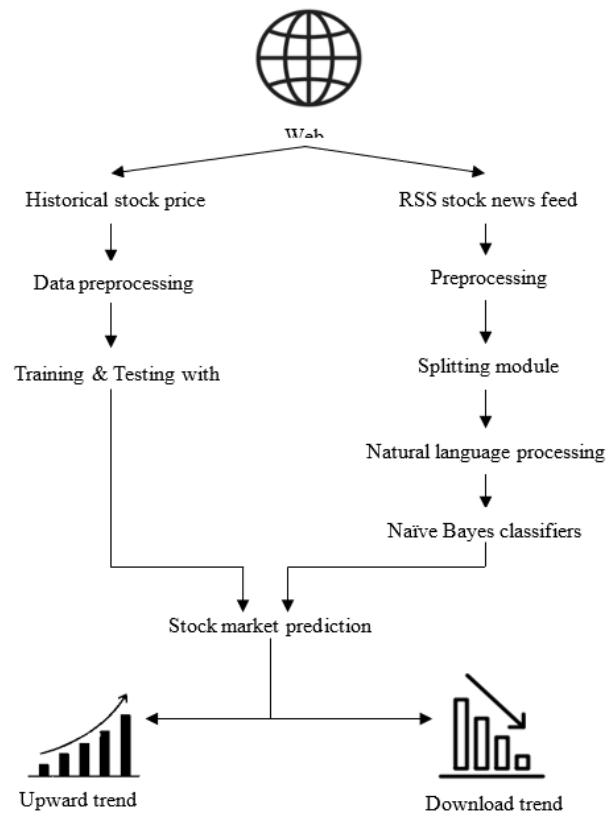 Web
Historical stock price
RSS stock news feed
Data preprocessing
Preprocessing
Training & Testing with
Splitting module
Natural language processing
Naïve Bayes classifiers
Stock market prediction
Upward trend
Download trend